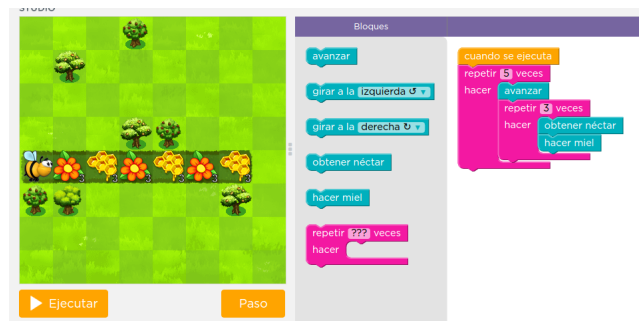 STUDIO
Bloques
avanzar
girar a la izquierda ↺ ▼
girar a la derecha ↻ ▼
obtener néctar
hacer miel
repetir ??? veces
hacer
cuando se ejecuta
repetir 5 veces
hacer avanzar
repetir 3 veces
hacer obtener néctar
hacer miel
Ejecutar
Paso